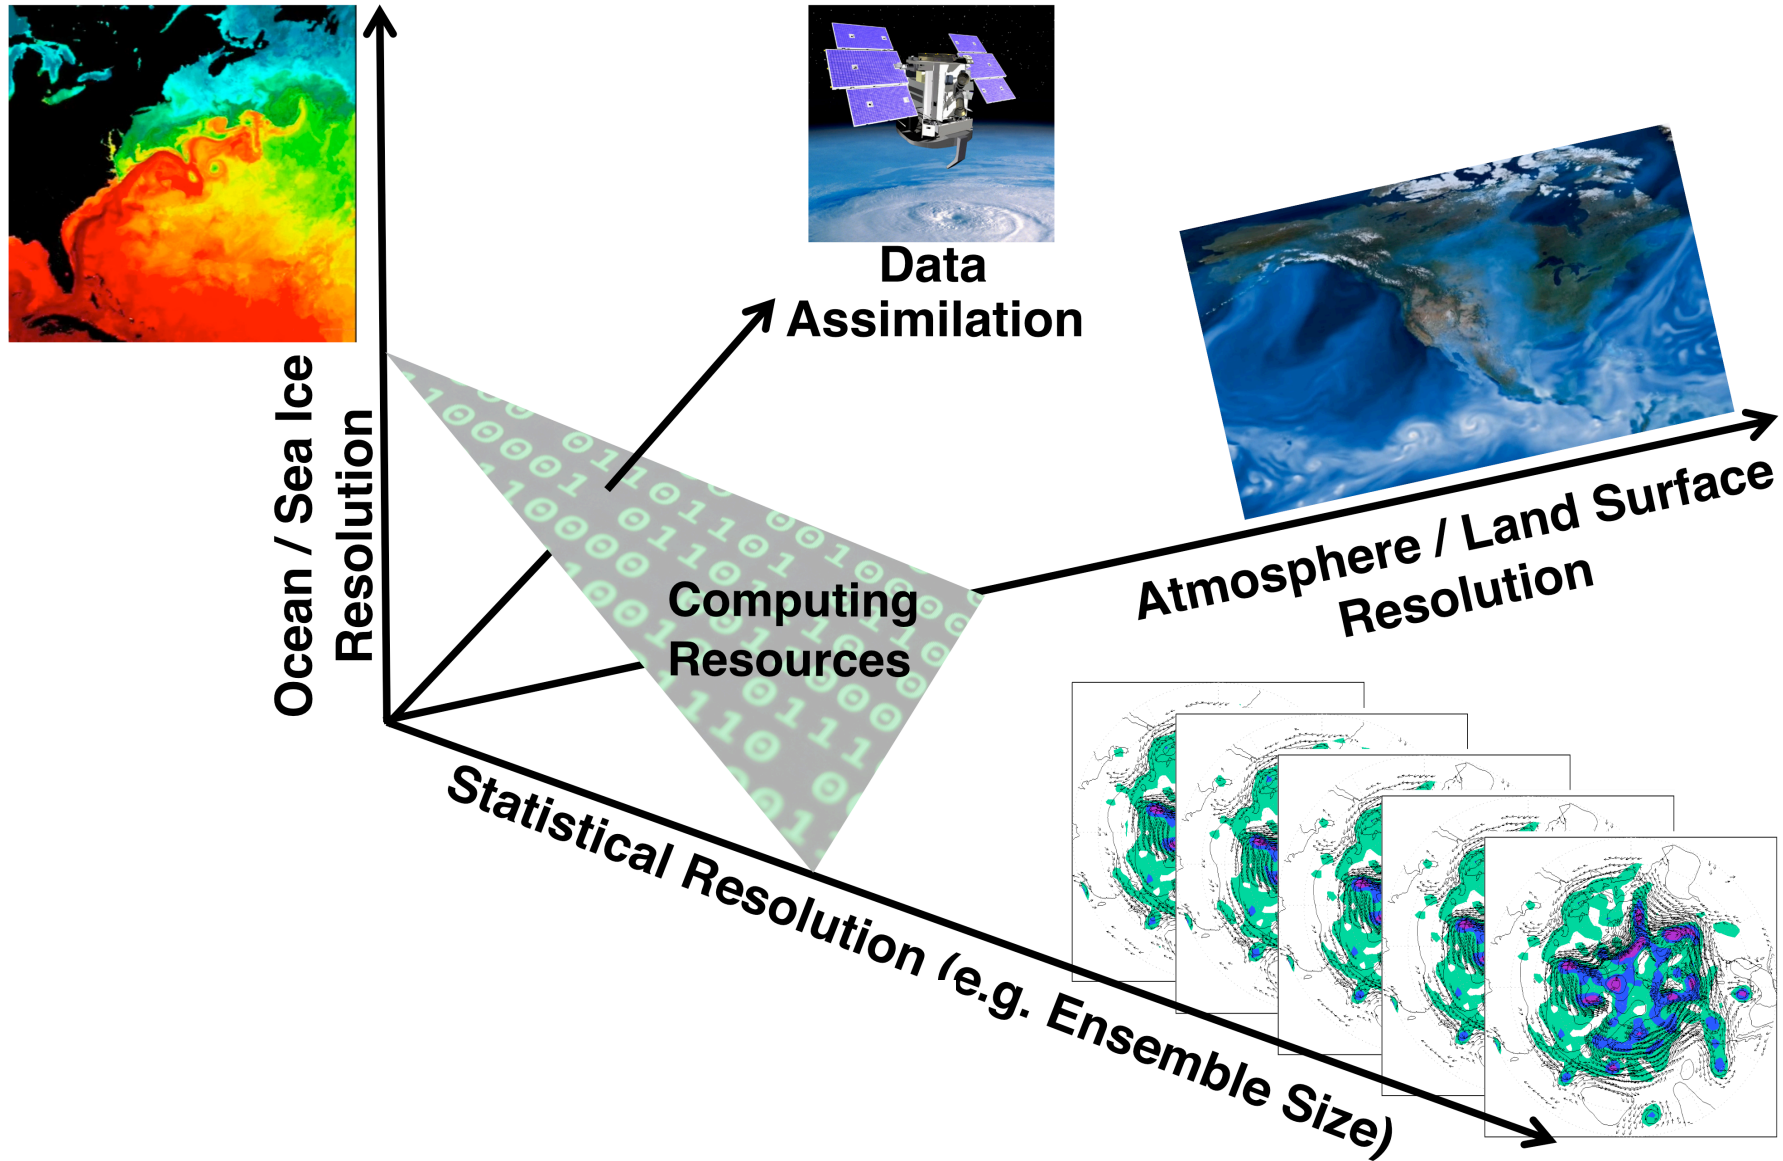 Data
Assimilation
Ocean / Sea Ice
Resolution
Atmosphere / Land Surface
Resolution
Computing
Resources
Statistical Resolution (e.g. Ensemble Size)